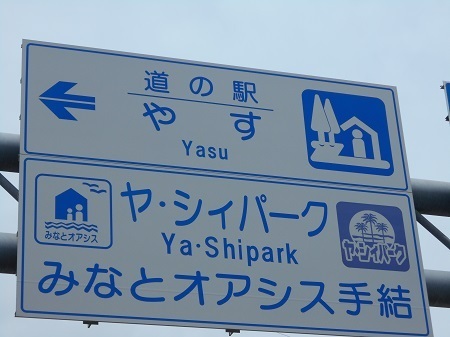 道の駅
やす
Yasu
ヤ・シィパーク
Ya・Shipark
みなとオアシス
ヤ・シィパーク
みなとオアシス手結